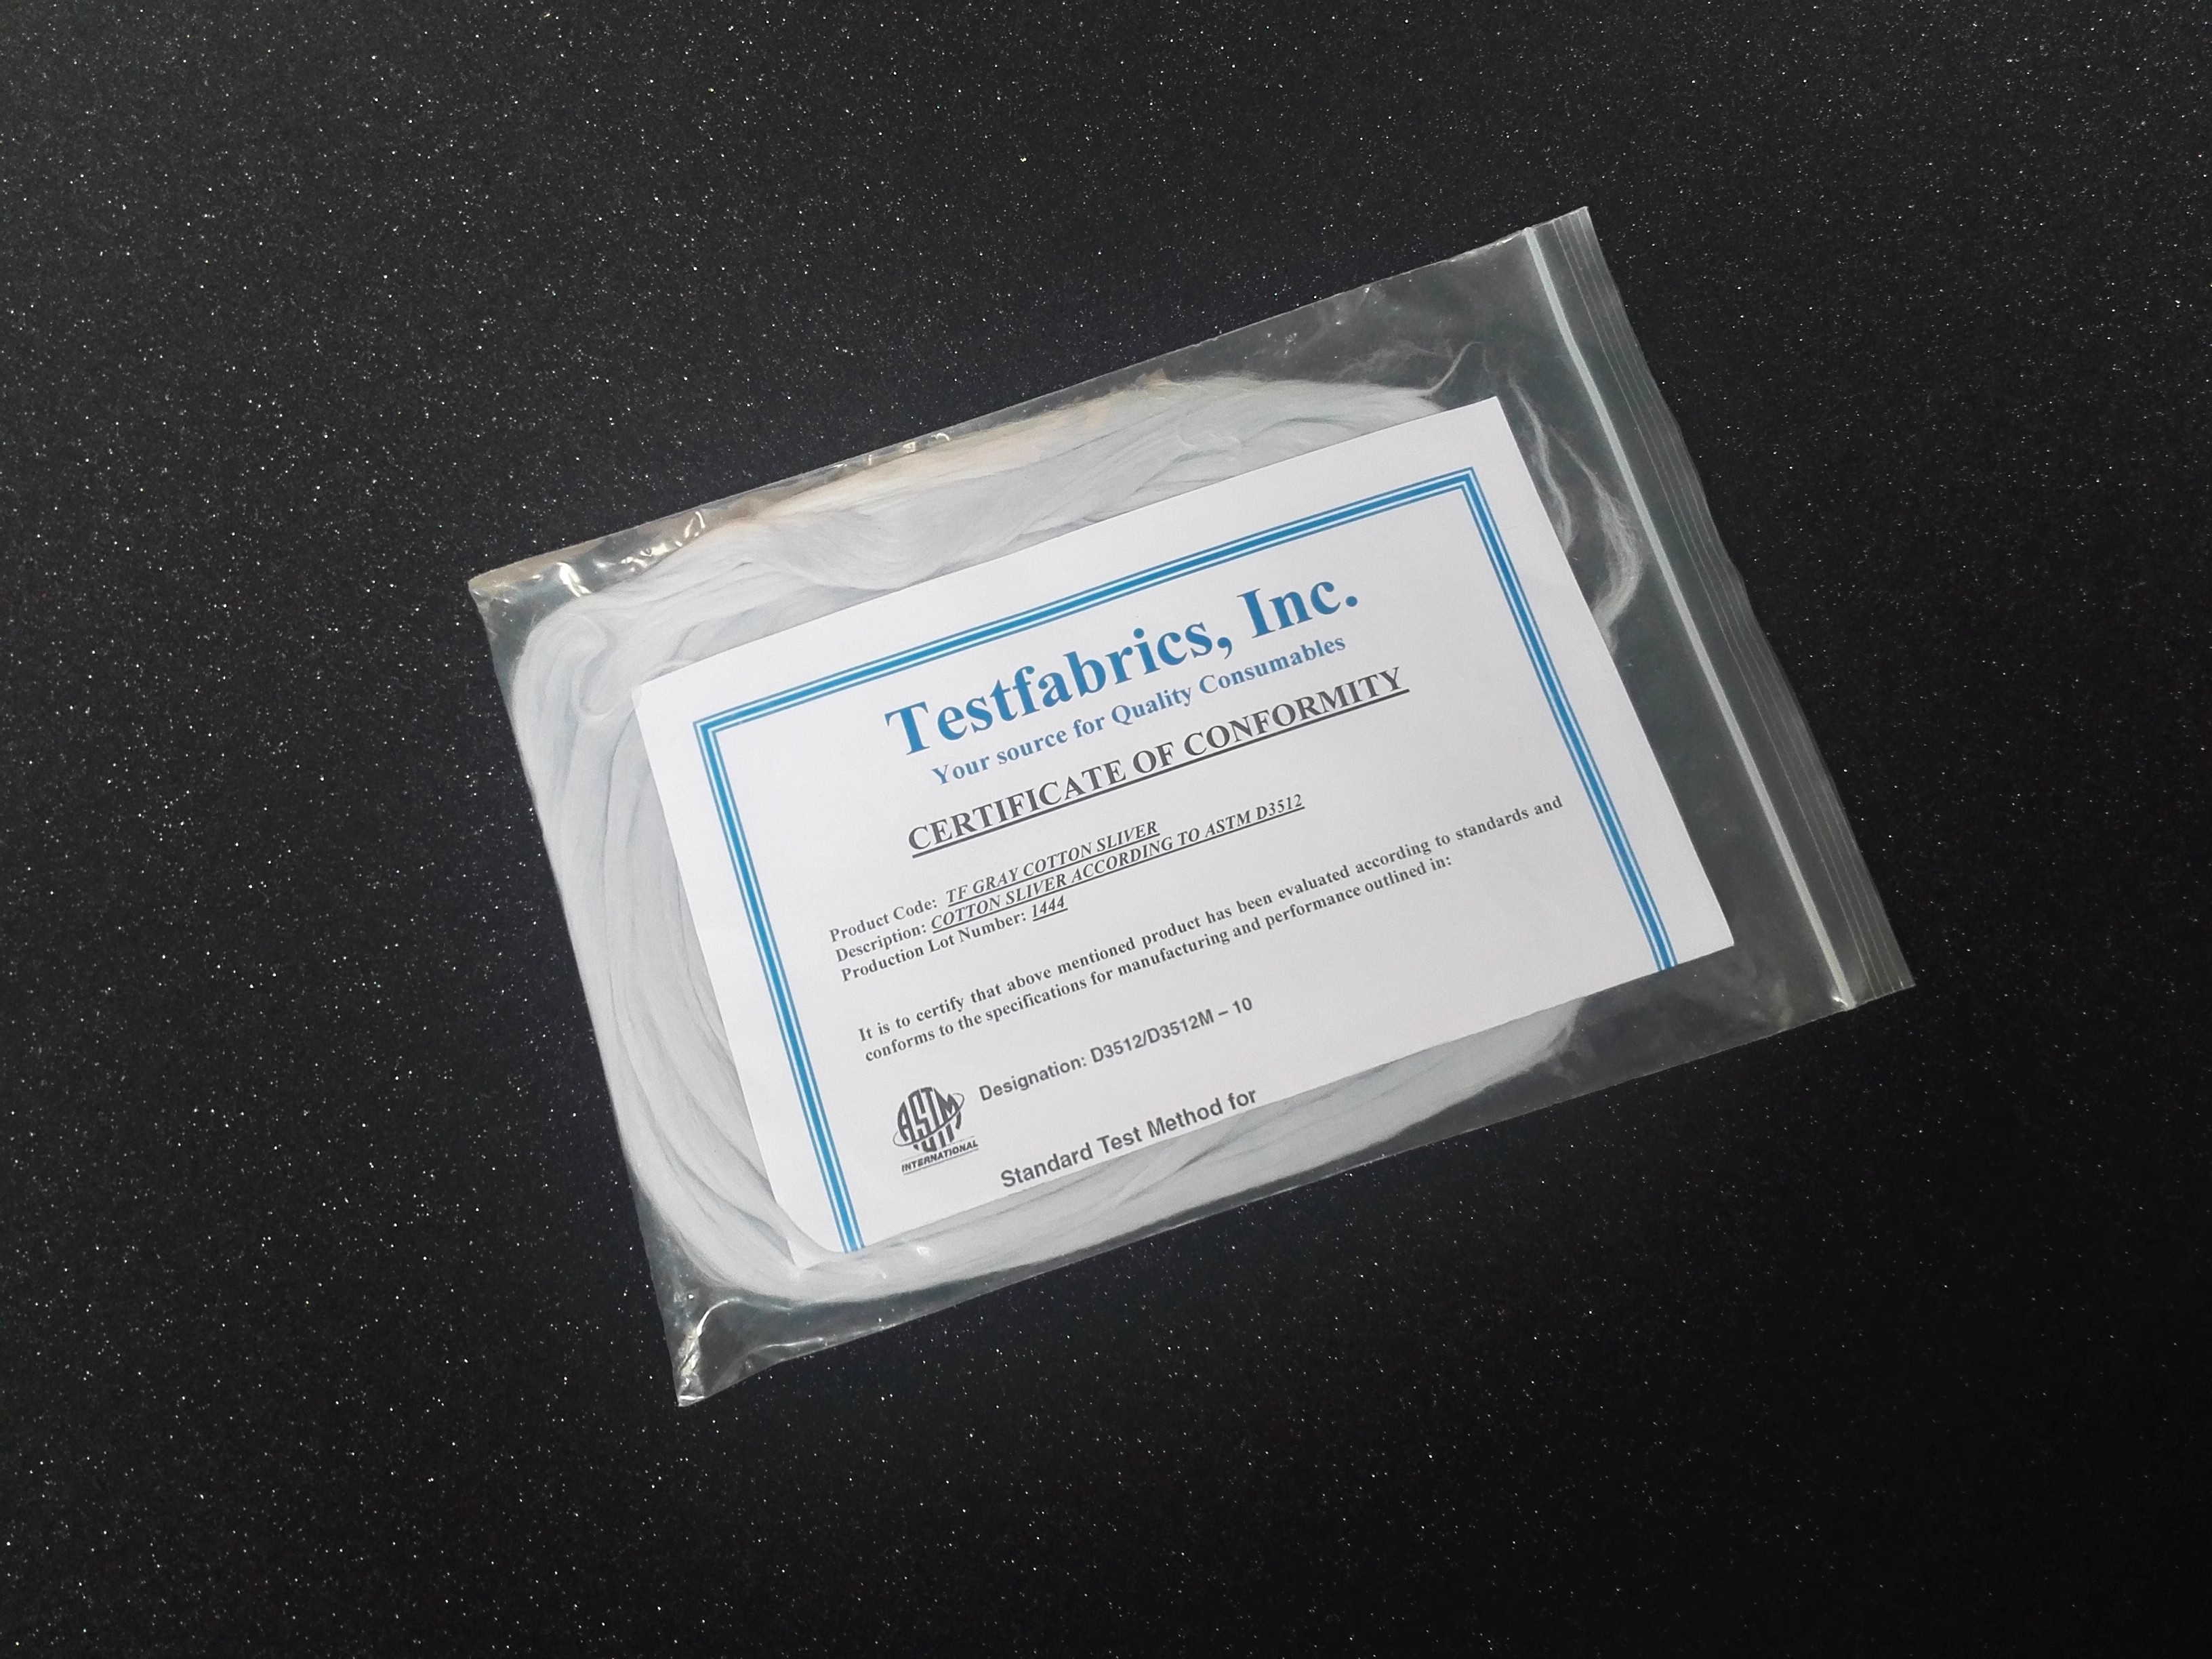 Testfabrics, Inc.
Your source for Quality Consumables
CERTIFICATE OF CONFORMITY
Product Code: TF GRAY COTTON SLIVER
Description: COTTON SLIVER ACCORDING TO ASTM D3512
Production Lot Number: 1444
It is to certify that above mentioned product has been evaluated according to standards and
conforms to the specifications for manufacturing and performance outlined in:
Designation: D3512/D3512M – 10
ASTM
INTERNATIONAL
Standard Test Method for